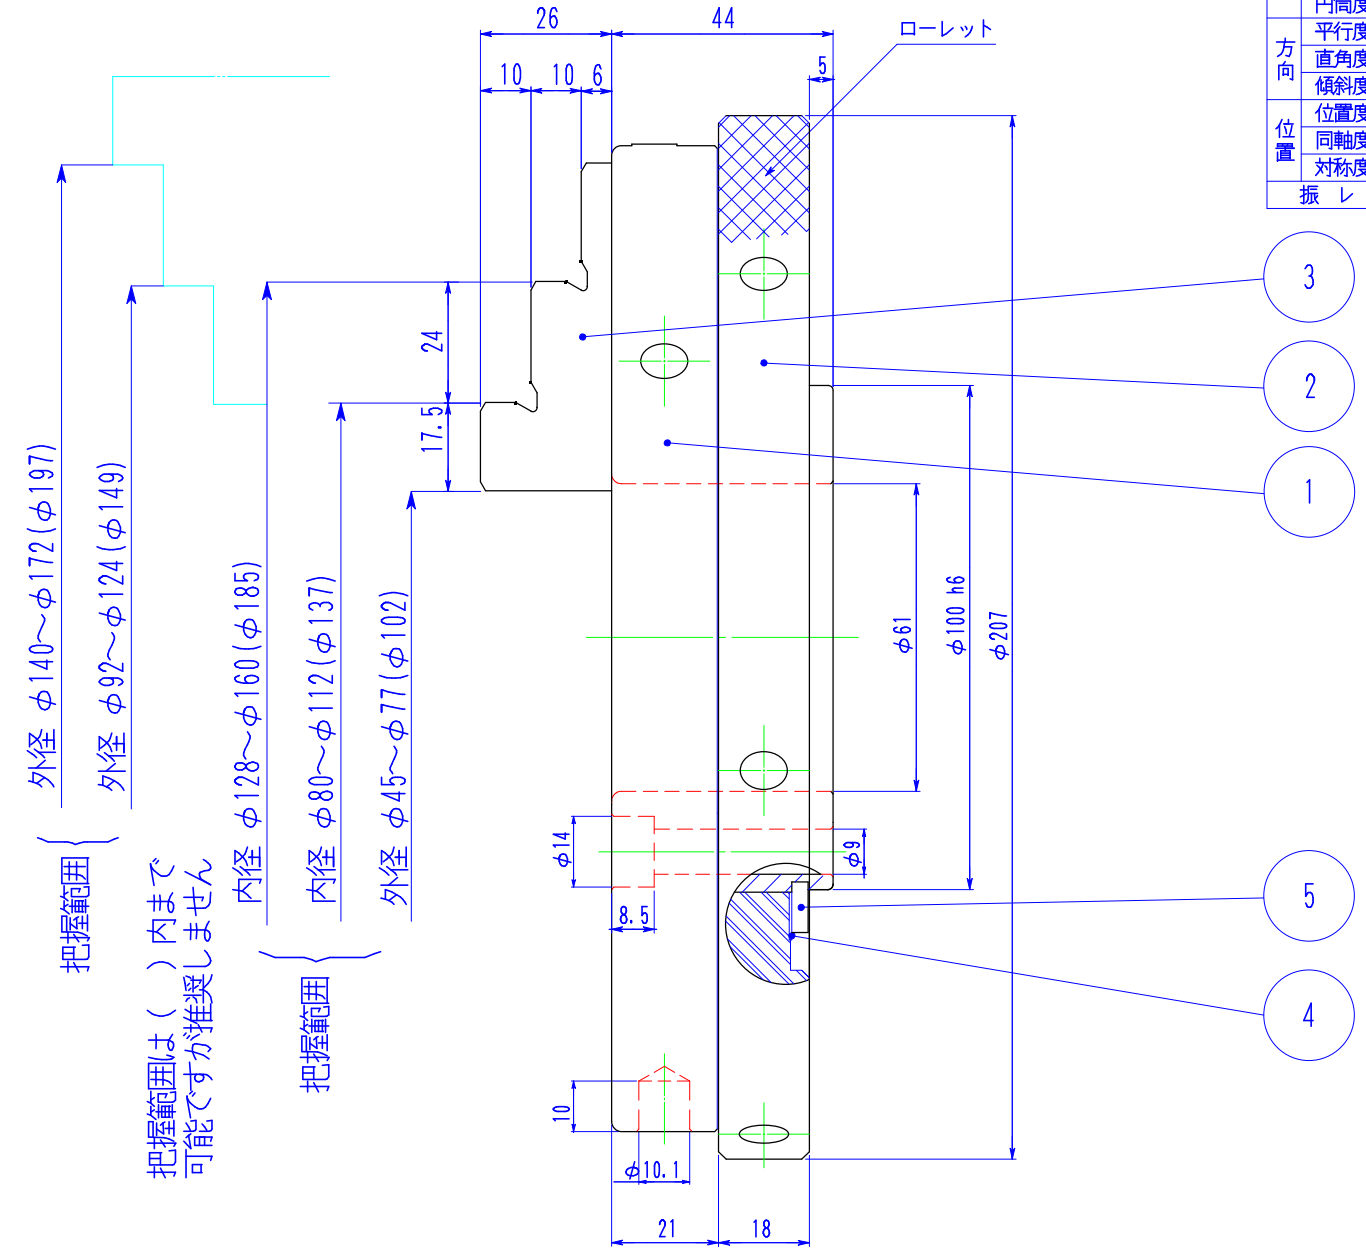 26
44
ローレット
10
10
6
5
円筒度
方向
平行度
直角度
傾斜度
位置
位置度
同軸度
対称度
振 レ
3
2
1
5
4
24
17.5
外径 φ140～φ172(φ197)
外径 φ92～φ124(φ149)
内径 φ128～φ160(φ185)
内径 φ80～φ112(φ137)
外径 φ45～φ77(φ102)
把握範囲
把握範囲は( )内まで
可能ですが推奨しません
把握範囲
φ61
φ100 h6
φ207
φ14
φ9
8.5
10
φ10.1
21
18